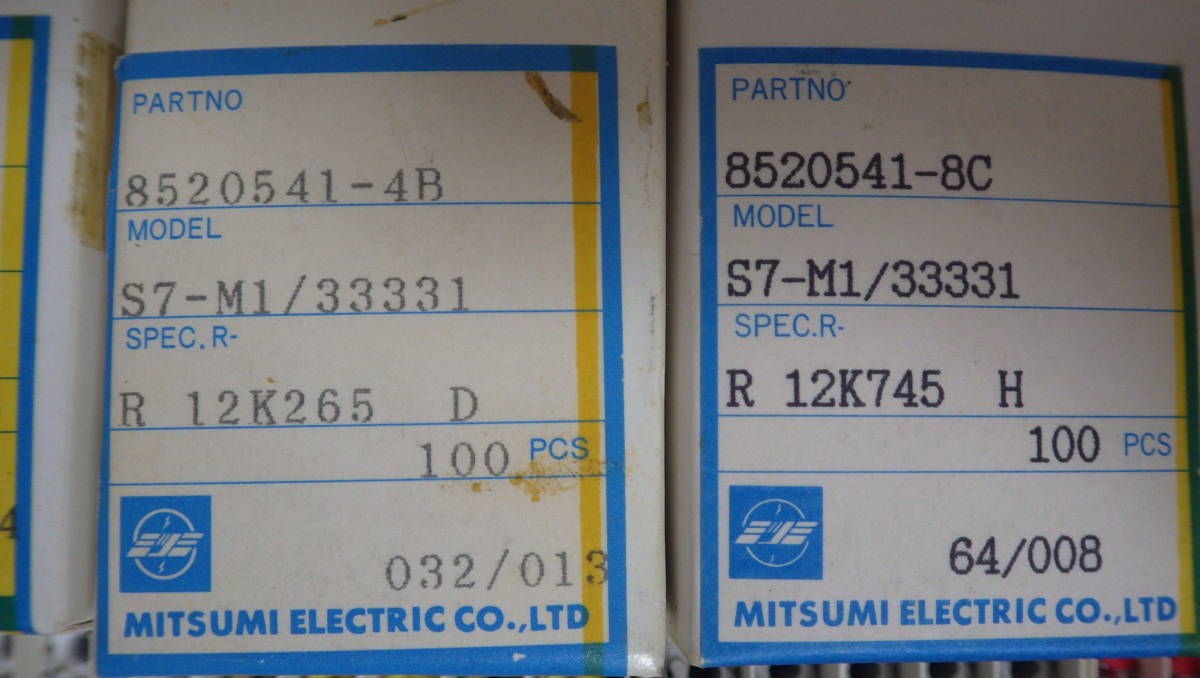 PARTNO
8520541-4B
MODEL
S7-M1/33331
SPEC.R-
R 12K265 D
100 PCS
032/013
MITSUMI ELECTRIC CO.,LTD
PARTNO
8520541-8C
MODEL
S7-M1/33331
SPEC.R-
R 12K745 H
100 PCS
64/008
MITSUMI ELECTRIC CO.,LTD
4